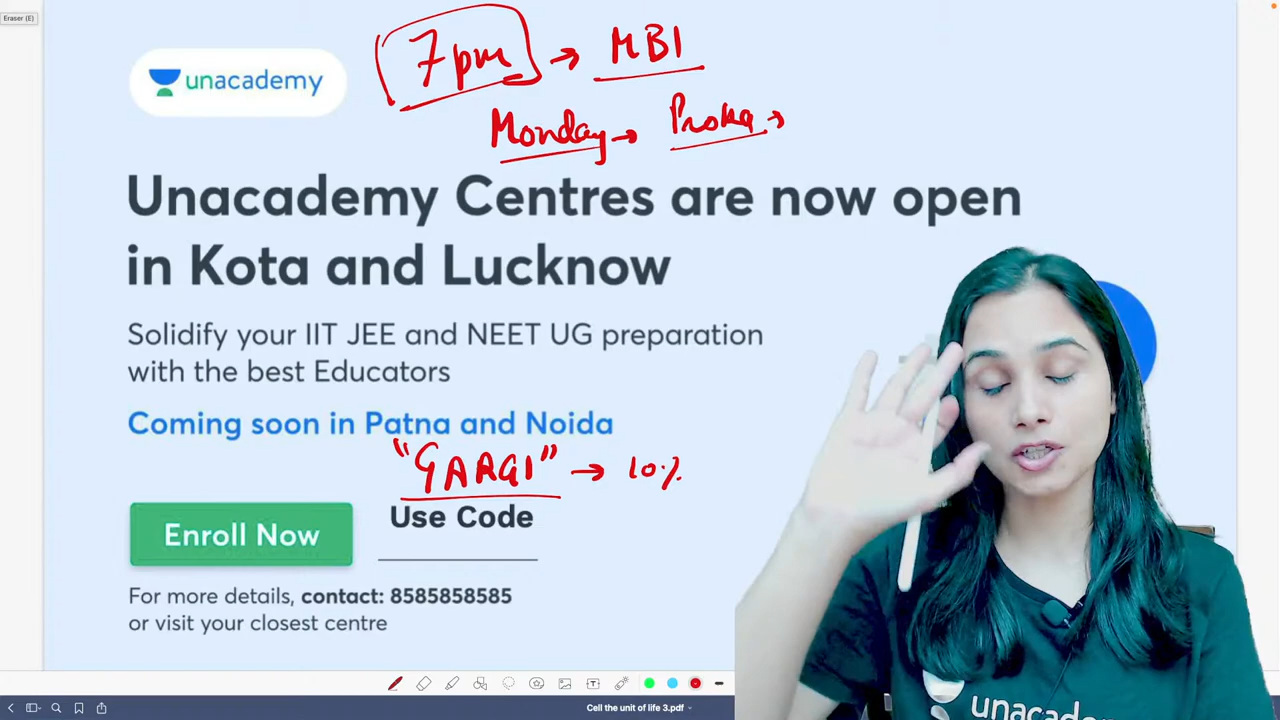 Eraser (E)
7pm → MB1
unacademy
Monday →
Unacademy Centres are now open
in Kota and Lucknow
Solidify your IIT JEE and NEET UG preparation
with the best Educators
Coming soon in Patna and Noida
"GARGI" → 10%
Use Code
Enroll Now
For more details, contact: 8585858585
or visit your closest centre
unacademy
Cell the unit of life 3.pdf